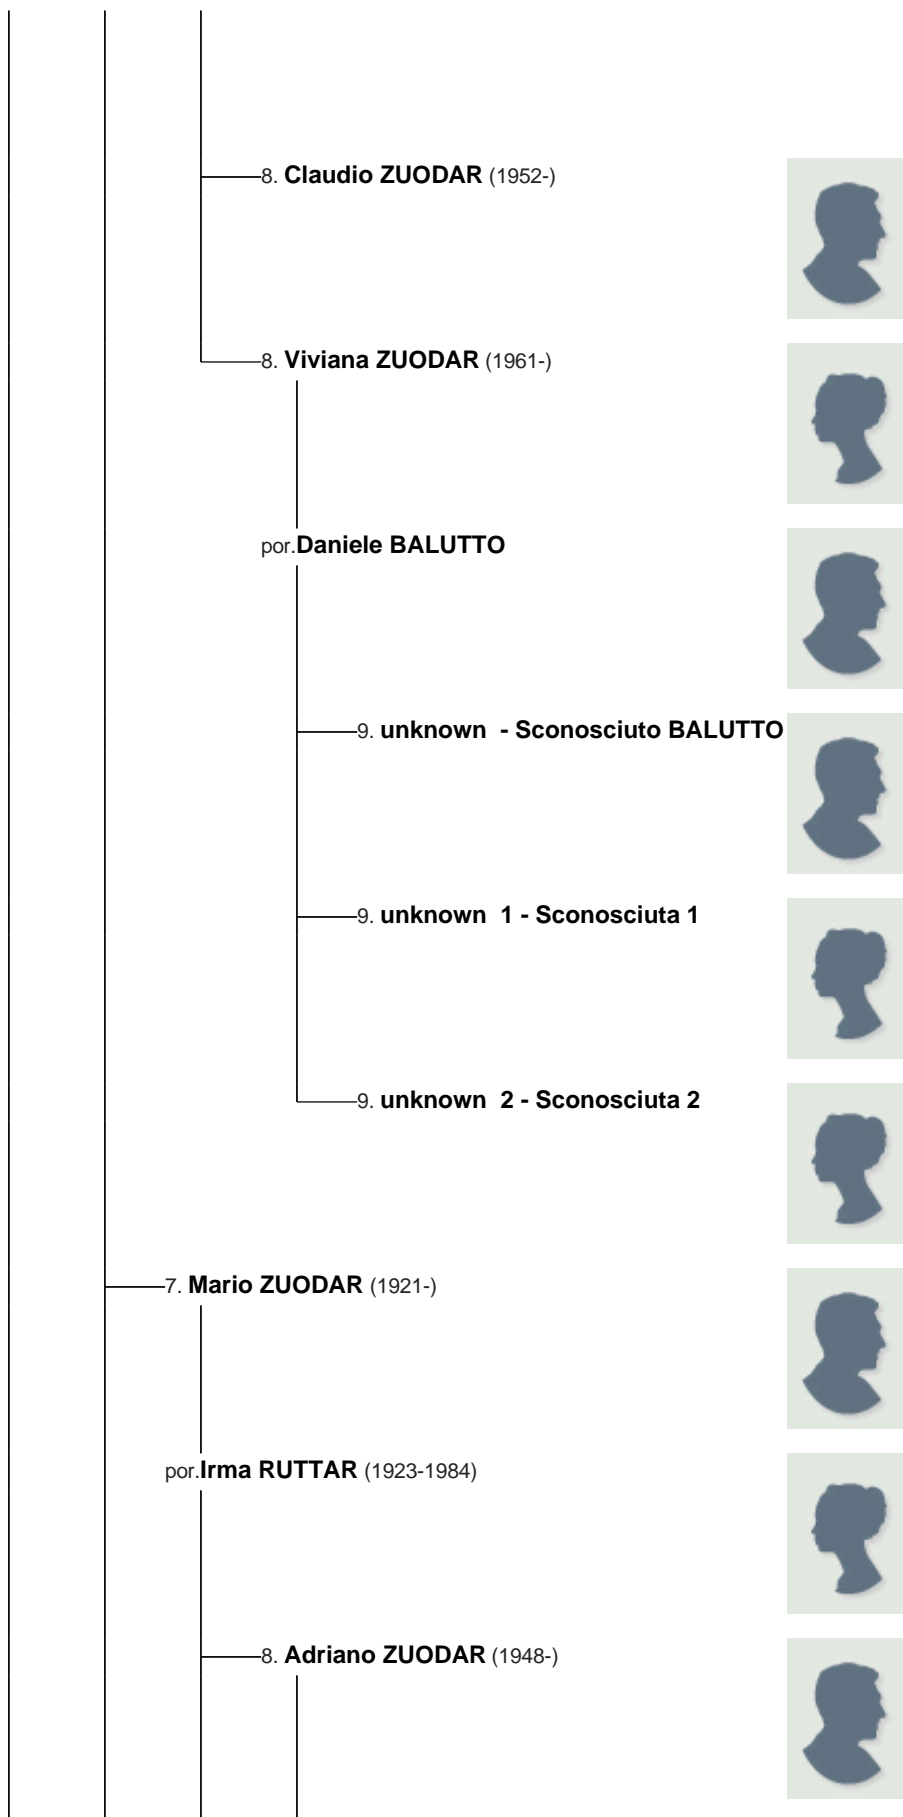 8. Claudio ZUODAR (1952-)
8. Viviana ZUODAR (1961-)
por.Daniele BALUTTO
9. unknown  - Sconosciuto BALUTTO
9. unknown  1 - Sconosciuta 1
9. unknown  2 - Sconosciuta 2
7. Mario ZUODAR (1921-)
por.Irma RUTTAR (1923-1984)
8. Adriano ZUODAR (1948-)